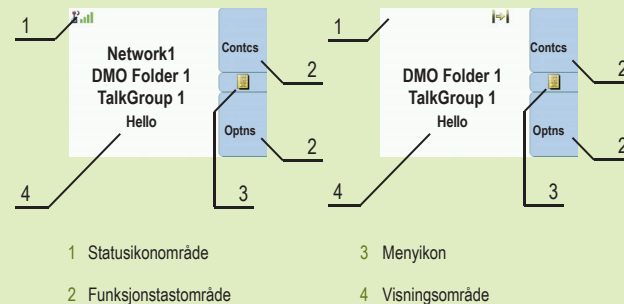 1
Network1
DMO Folder 1
TalkGroup 1
Hello
Contcs
Optns
2
2
3
4
1
DMO Folder 1
TalkGroup 1
Hello
Contcs
Optns
2
2
3
4
1 Statusikonområde
2 Funksjonstastområde
3 Menyikon
4 Visningsområde